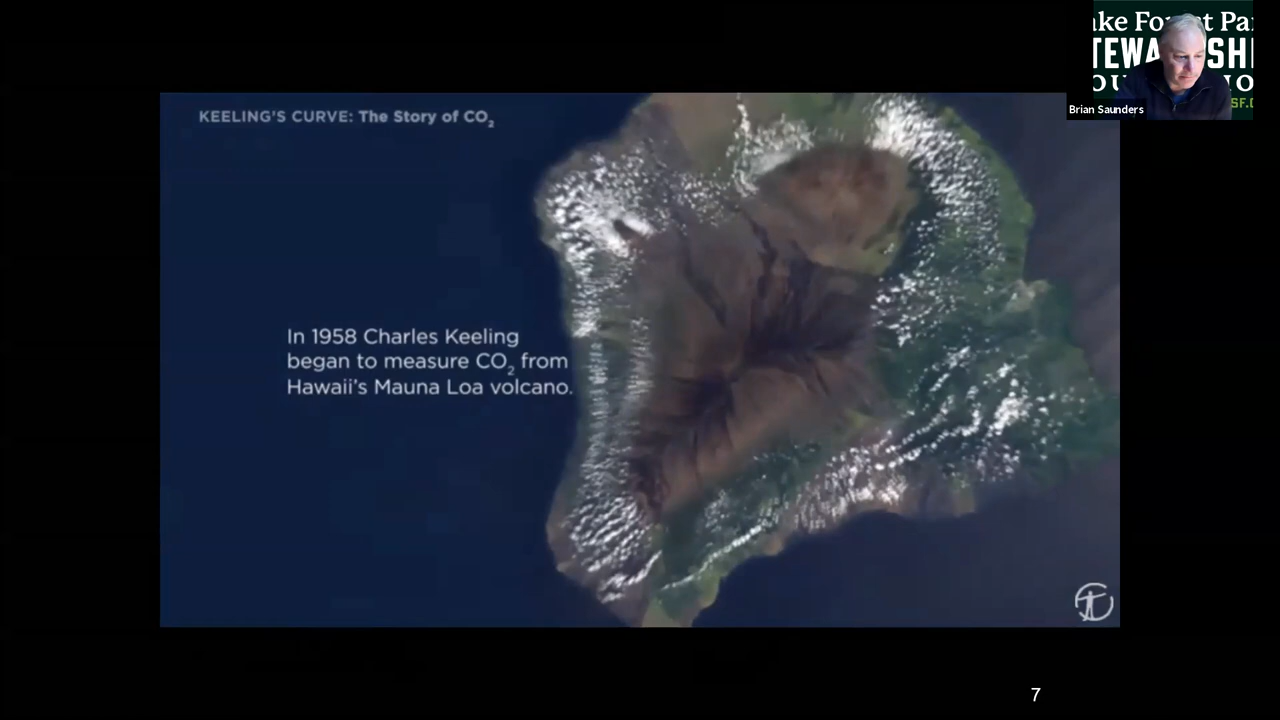 KEELING'S CURVE: The Story of CO₂
In 1958 Charles Keeling
began to measure CO₂ from
Hawaii's Mauna Loa volcano.
Brian Saunders
7